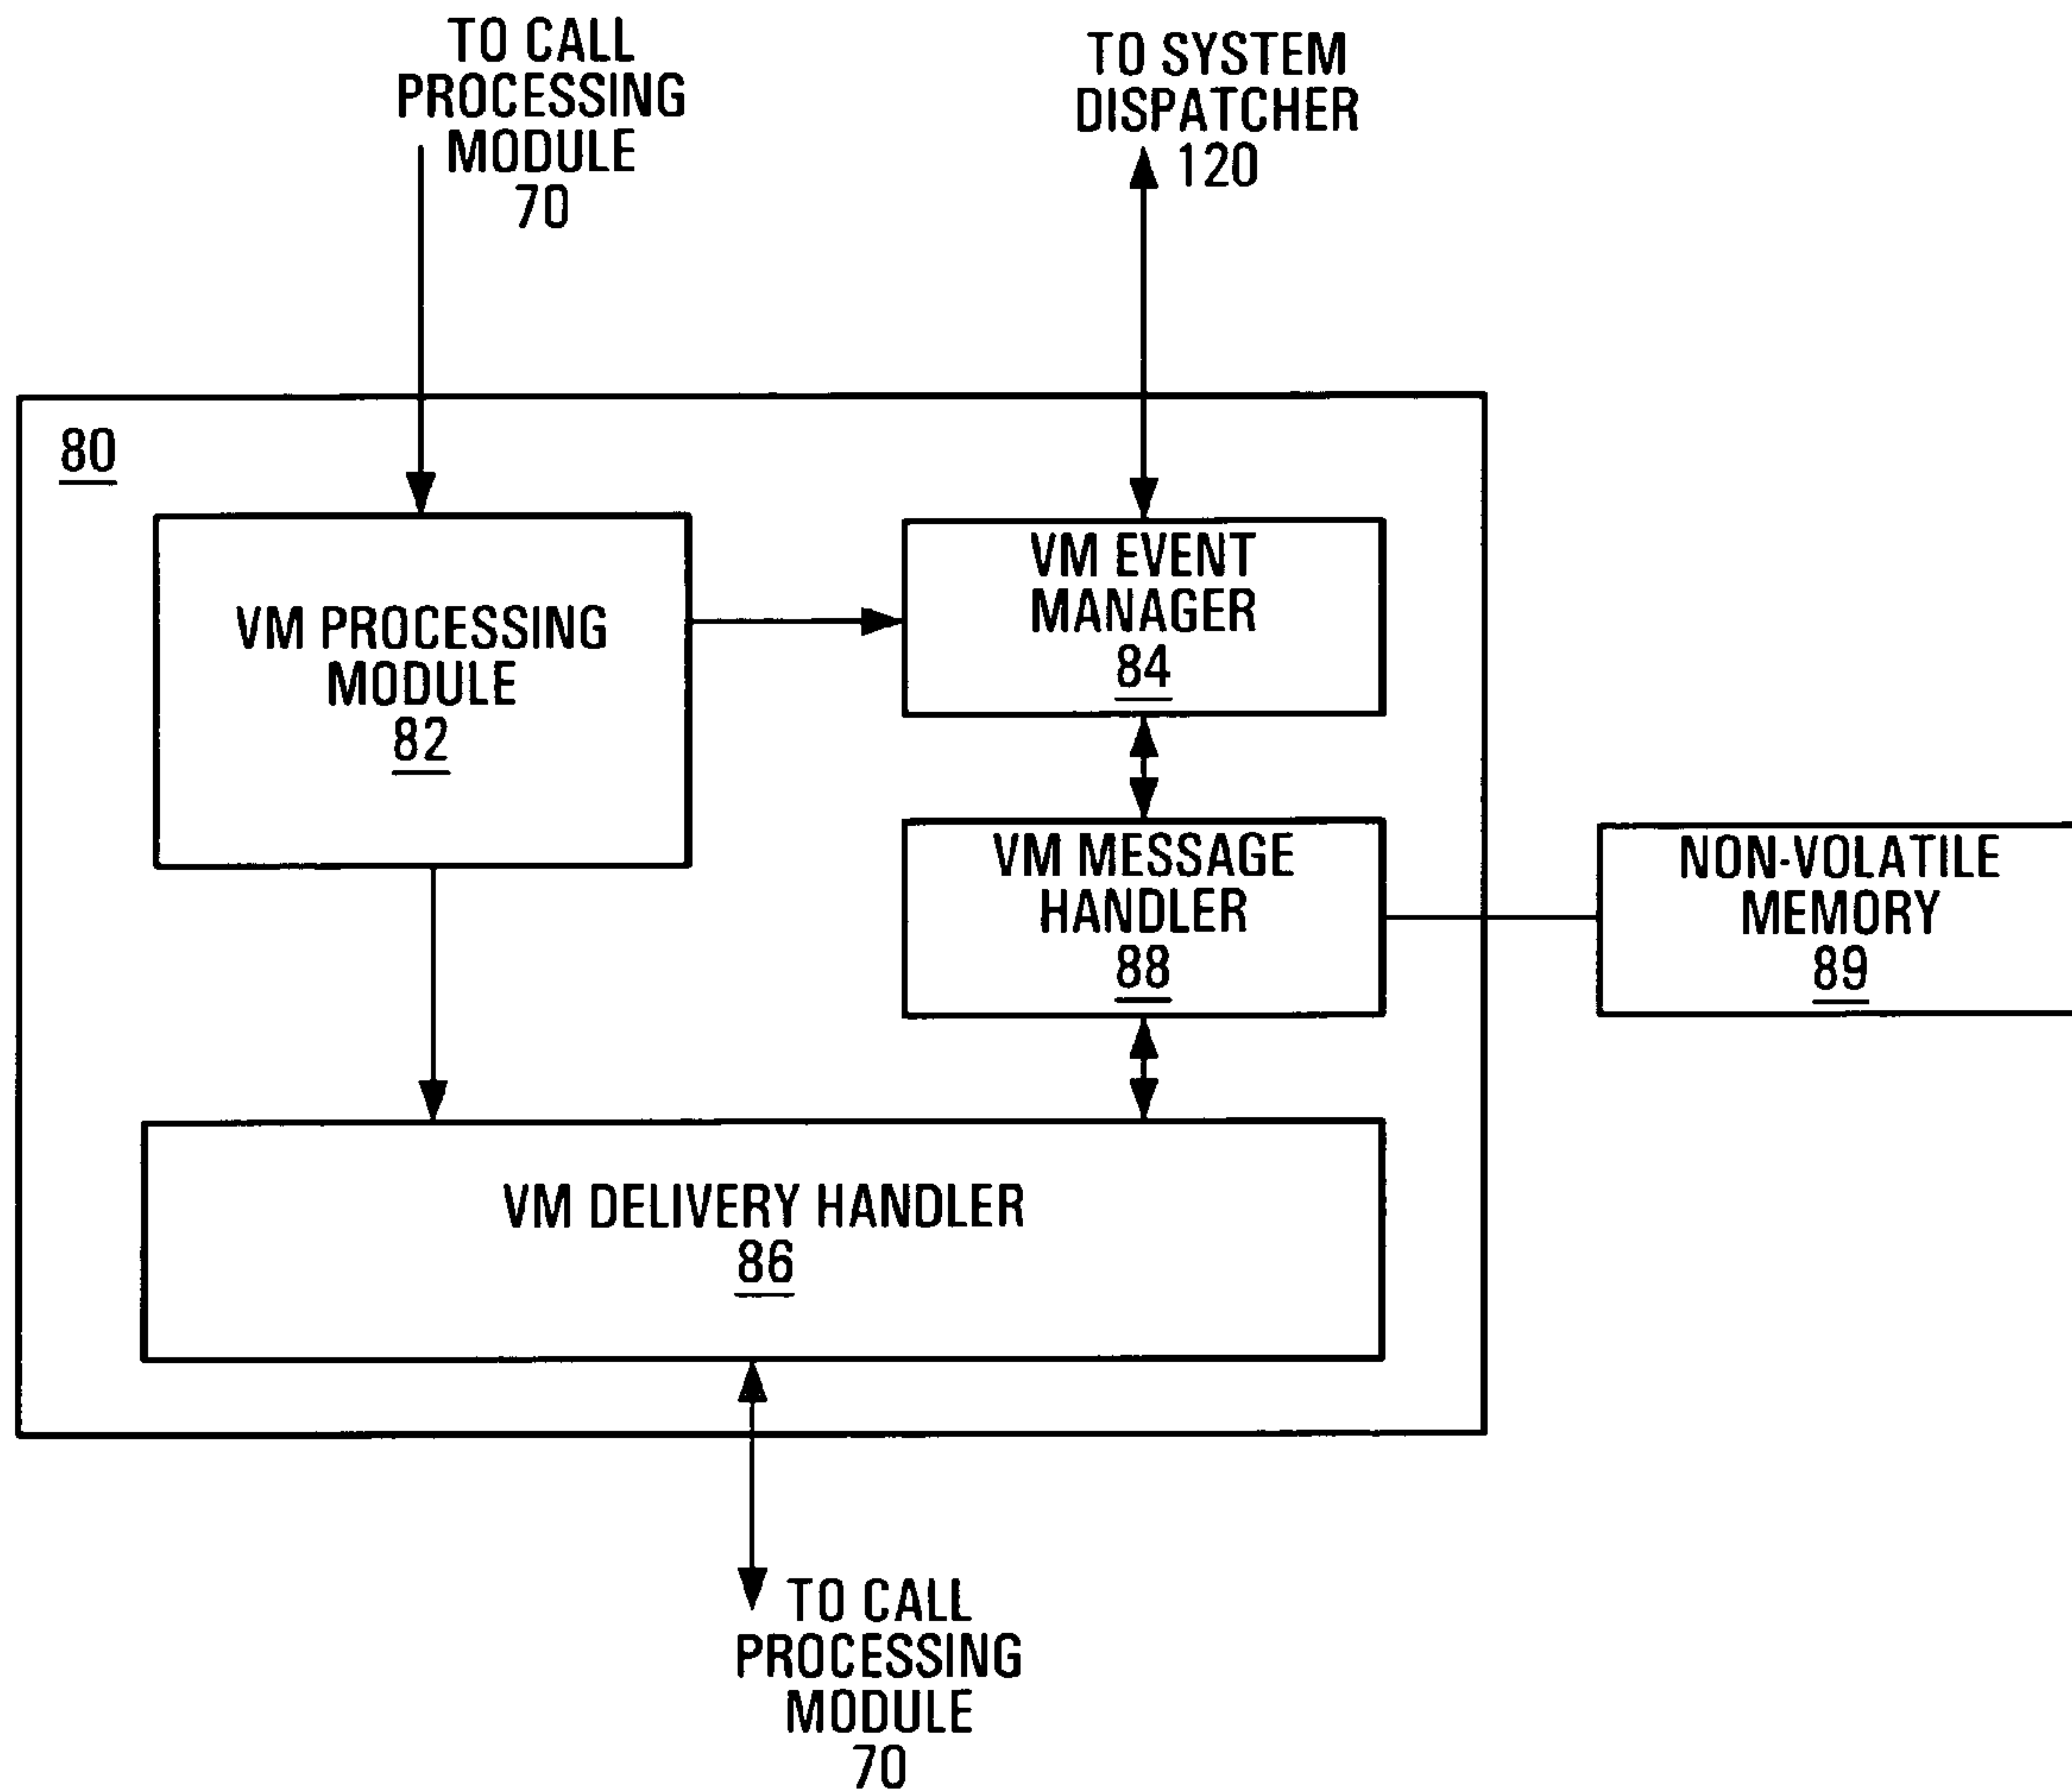 TO CALL
PROCESSING
MODULE
70
TO SYSTEM
DISPATCHER
120
80
VM PROCESSING
MODULE
82
VM EVENT
MANAGER
84
VM MESSAGE
HANDLER
88
NON-VOLATILE
MEMORY
89
VM DELIVERY HANDLER
86
TO CALL
PROCESSING
MODULE
70